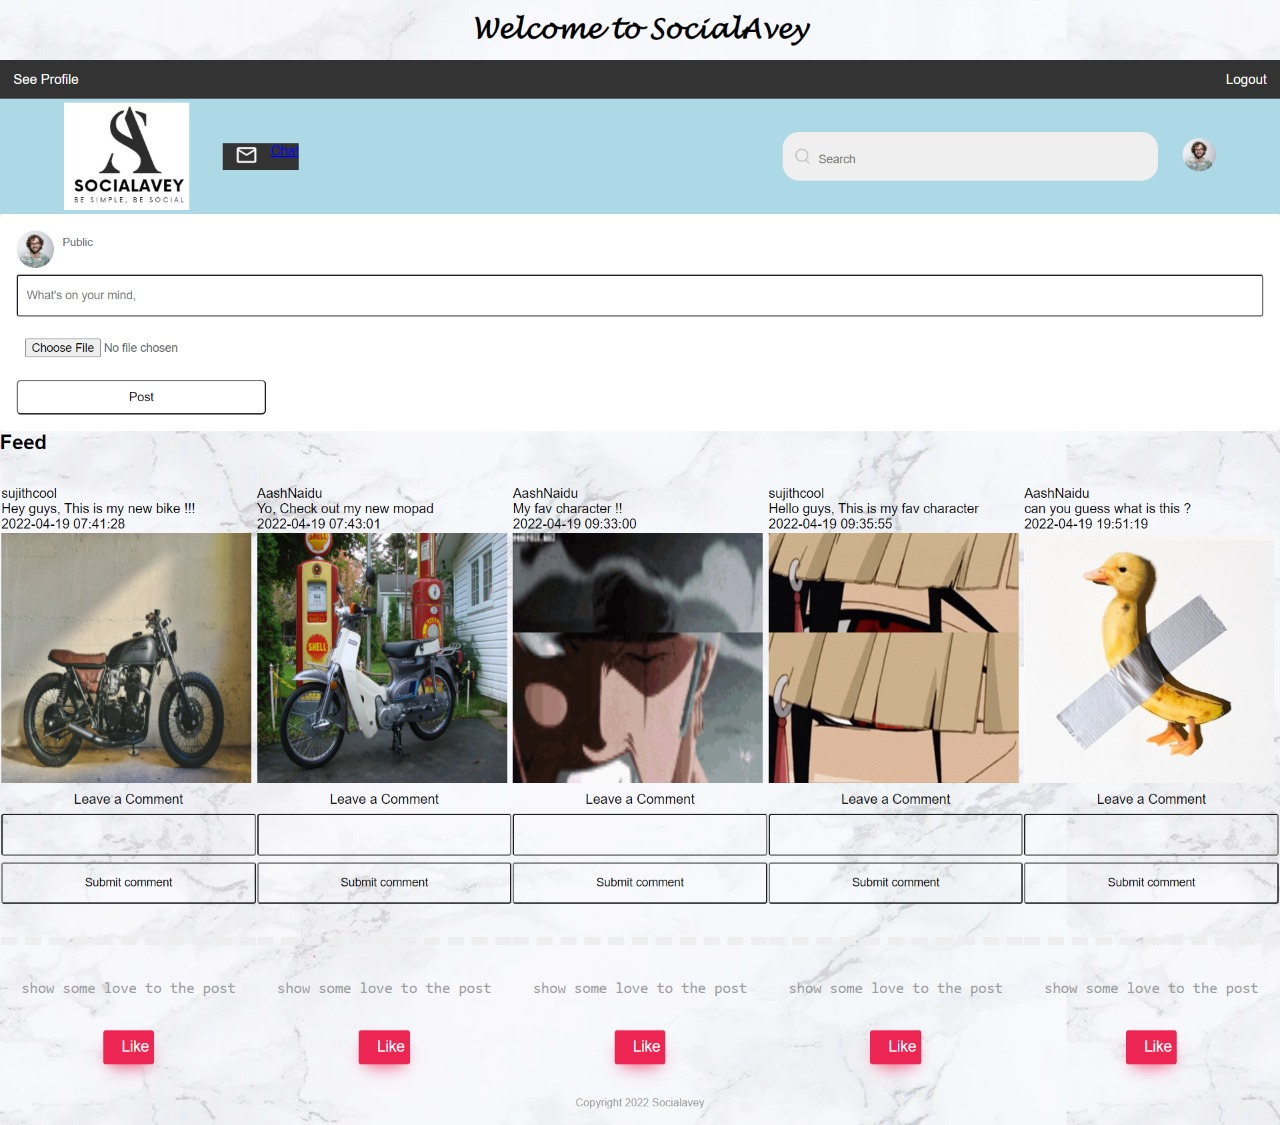 Welcome to SocialAvey
See Profile
Logout
SOCIALAVEY
BE SIMPLE, BE SOCIAL
Chat
Search
Public
What's on your mind,
Choose File No file chosen
Post
Feed
sujithcool
Hey guys, This is my new bike !!!
2022-04-19 07:41:28
AashNaidu
Yo, Check out my new mopad
2022-04-19 07:43:01
AashNaidu
My fav character !!
2022-04-19 09:33:00
sujithcool
Hello guys, This is my fav character
2022-04-19 09:35:55
AashNaidu
can you guess what is this ?
2022-04-19 19:51:19
SHELL
SHELL
Leave a Comment
Leave a Comment
Leave a Comment
Leave a Comment
Leave a Comment
Submit comment
Submit comment
Submit comment
Submit comment
Submit comment
show some love to the post
show some love to the post
show some love to the post
show some love to the post
show some love to the post
Like
Like
Like
Like
Like
Copyright 2022 Socialavey